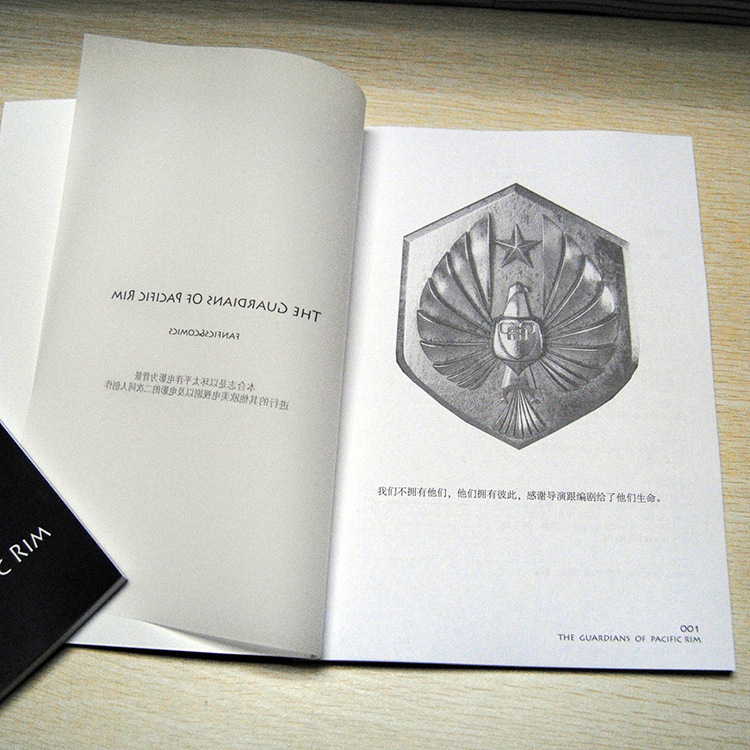 THE GUARDIANS OF PACIFIC RIM
FANFICS&COMICS
本合志是以环太平洋电影为背景
进行的其他欧美电视剧以及电影的二次同人创作
我们不拥有他们，他们拥有彼此，感谢导演跟编剧给了他们生命。
001
THE GUARDIANS OF PACIFIC RIM
C RIM
PPDC